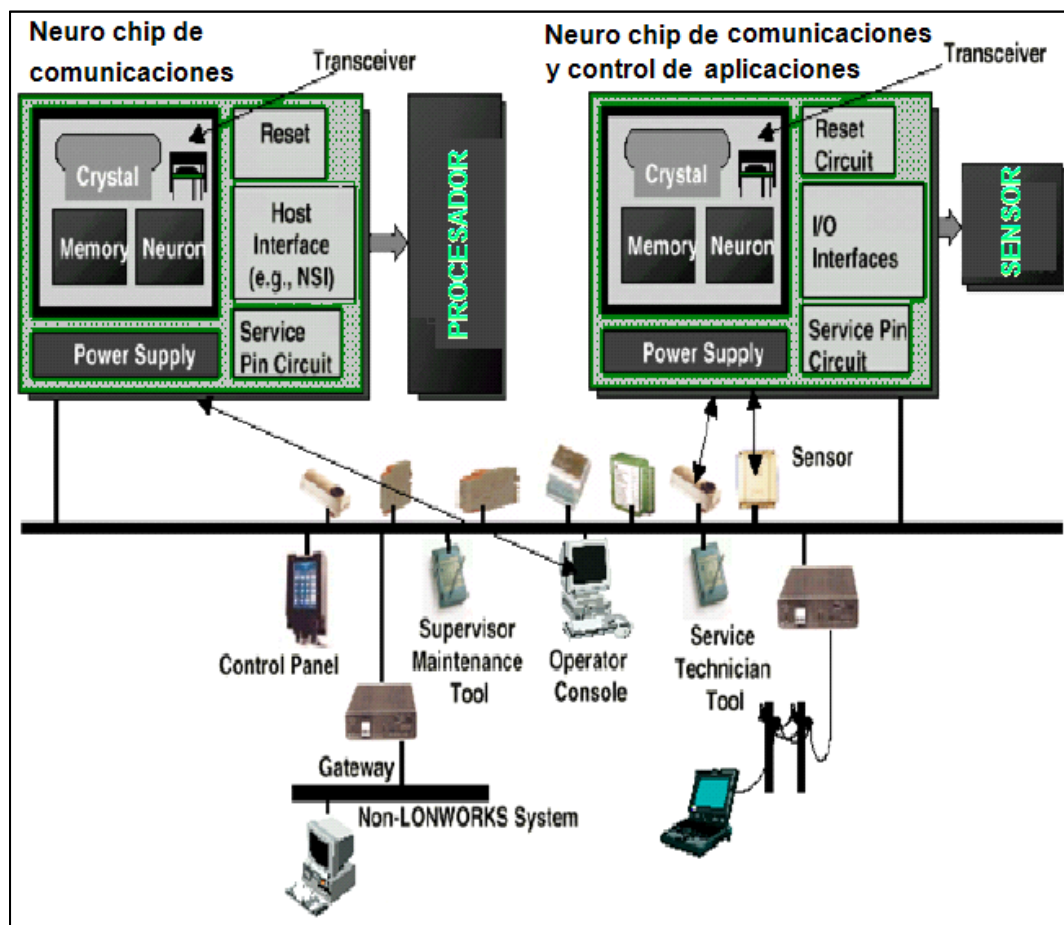 Neuro chip de
comunicaciones
Transceiver
Crystal
Memory
Neuron
Power Supply
Reset
Host
Interface
(e.g., NSI)
Service
Pin Circuit
PROCESADOR
Neuro chip de comunicaciones
y control de aplicaciones
Transceiver
Crystal
Memory
Neuron
Power Supply
Reset
Circuit
I/O
Interfaces
Service Pin
Circuit
SENSOR
Sensor
Control Panel
Supervisor
Maintenance
Tool
Operator
Console
Service
Technician
Tool
Gateway
Non-LONWORKS System